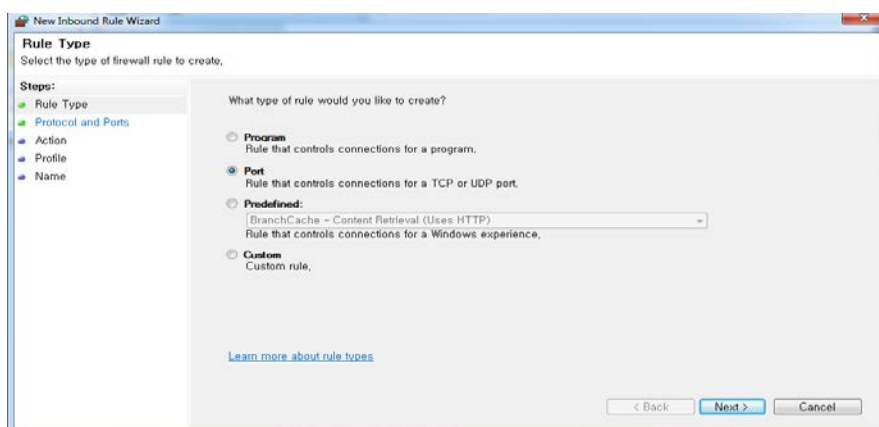 New Inbound Rule Wizard
Rule Type
Select the type of firewall rule to create,
Steps:
Rule Type
Protocol and Ports
Action
Profile
Name
What type of rule would you like to create?
Program
Rule that controls connections for a program,
Port
Rule that controls connections for a TCP or UDP port,
Predefined:
BranchCache - Content Retrieval (Uses HTTP)
Rule that controls connections for a Windows experience,
Custom
Custom rule,
Learn more about rule types
< Back Next > Cancel